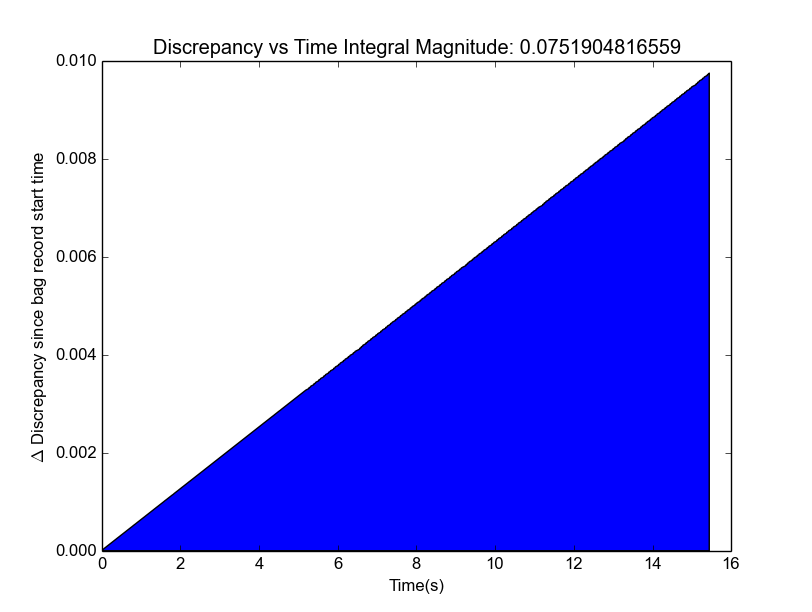 Discrepancy vs Time Integral Magnitude: 0.0751904816559
0.010
0.008
0.006
0.004
0.002
0.000
Δ Discrepancy since bag record start time
0 2 4 6 8 10 12 14 16
Time(s)